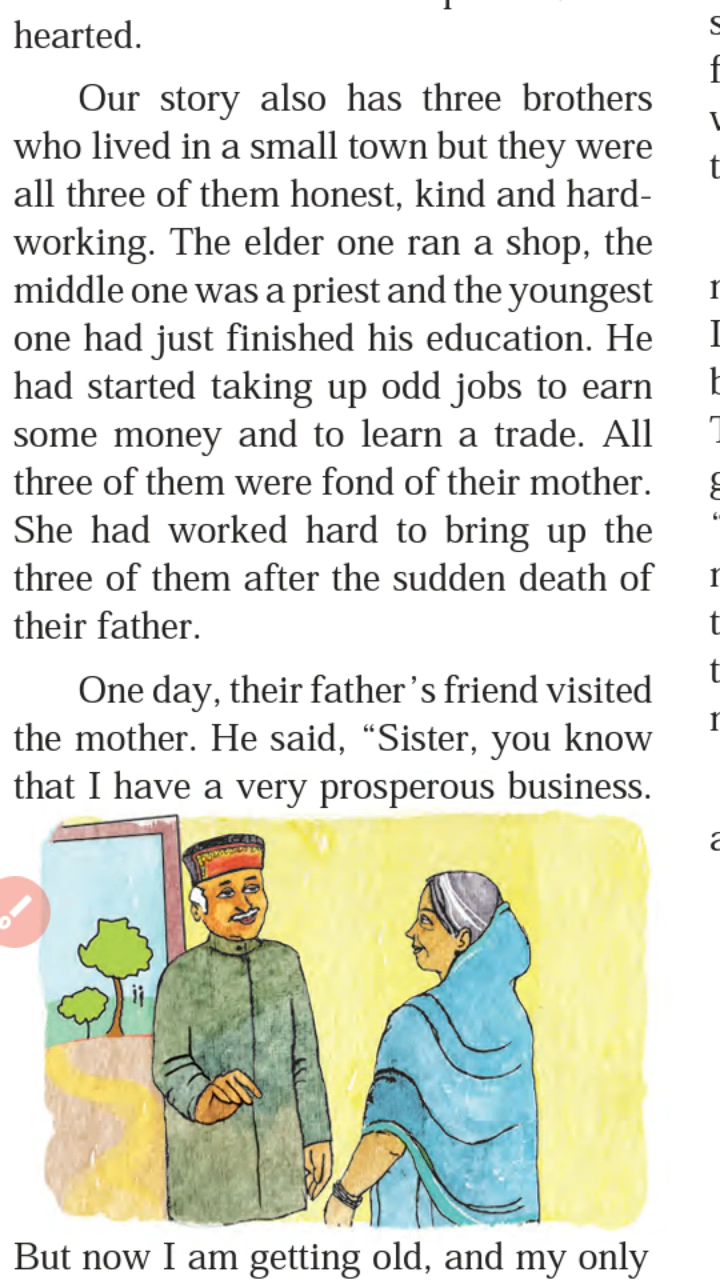 hearted.
Our story also has three brothers
who lived in a small town but they were
all three of them honest, kind and hard-
working. The elder one ran a shop, the
middle one was a priest and the youngest
one had just finished his education. He
had started taking up odd jobs to earn
some money and to learn a trade. All
three of them were fond of their mother.
She had worked hard to bring up the
three of them after the sudden death of
their father.
One day, their father's friend visited
the mother. He said, “Sister, you know
that I have a very prosperous business.
But now I am getting old, and my only